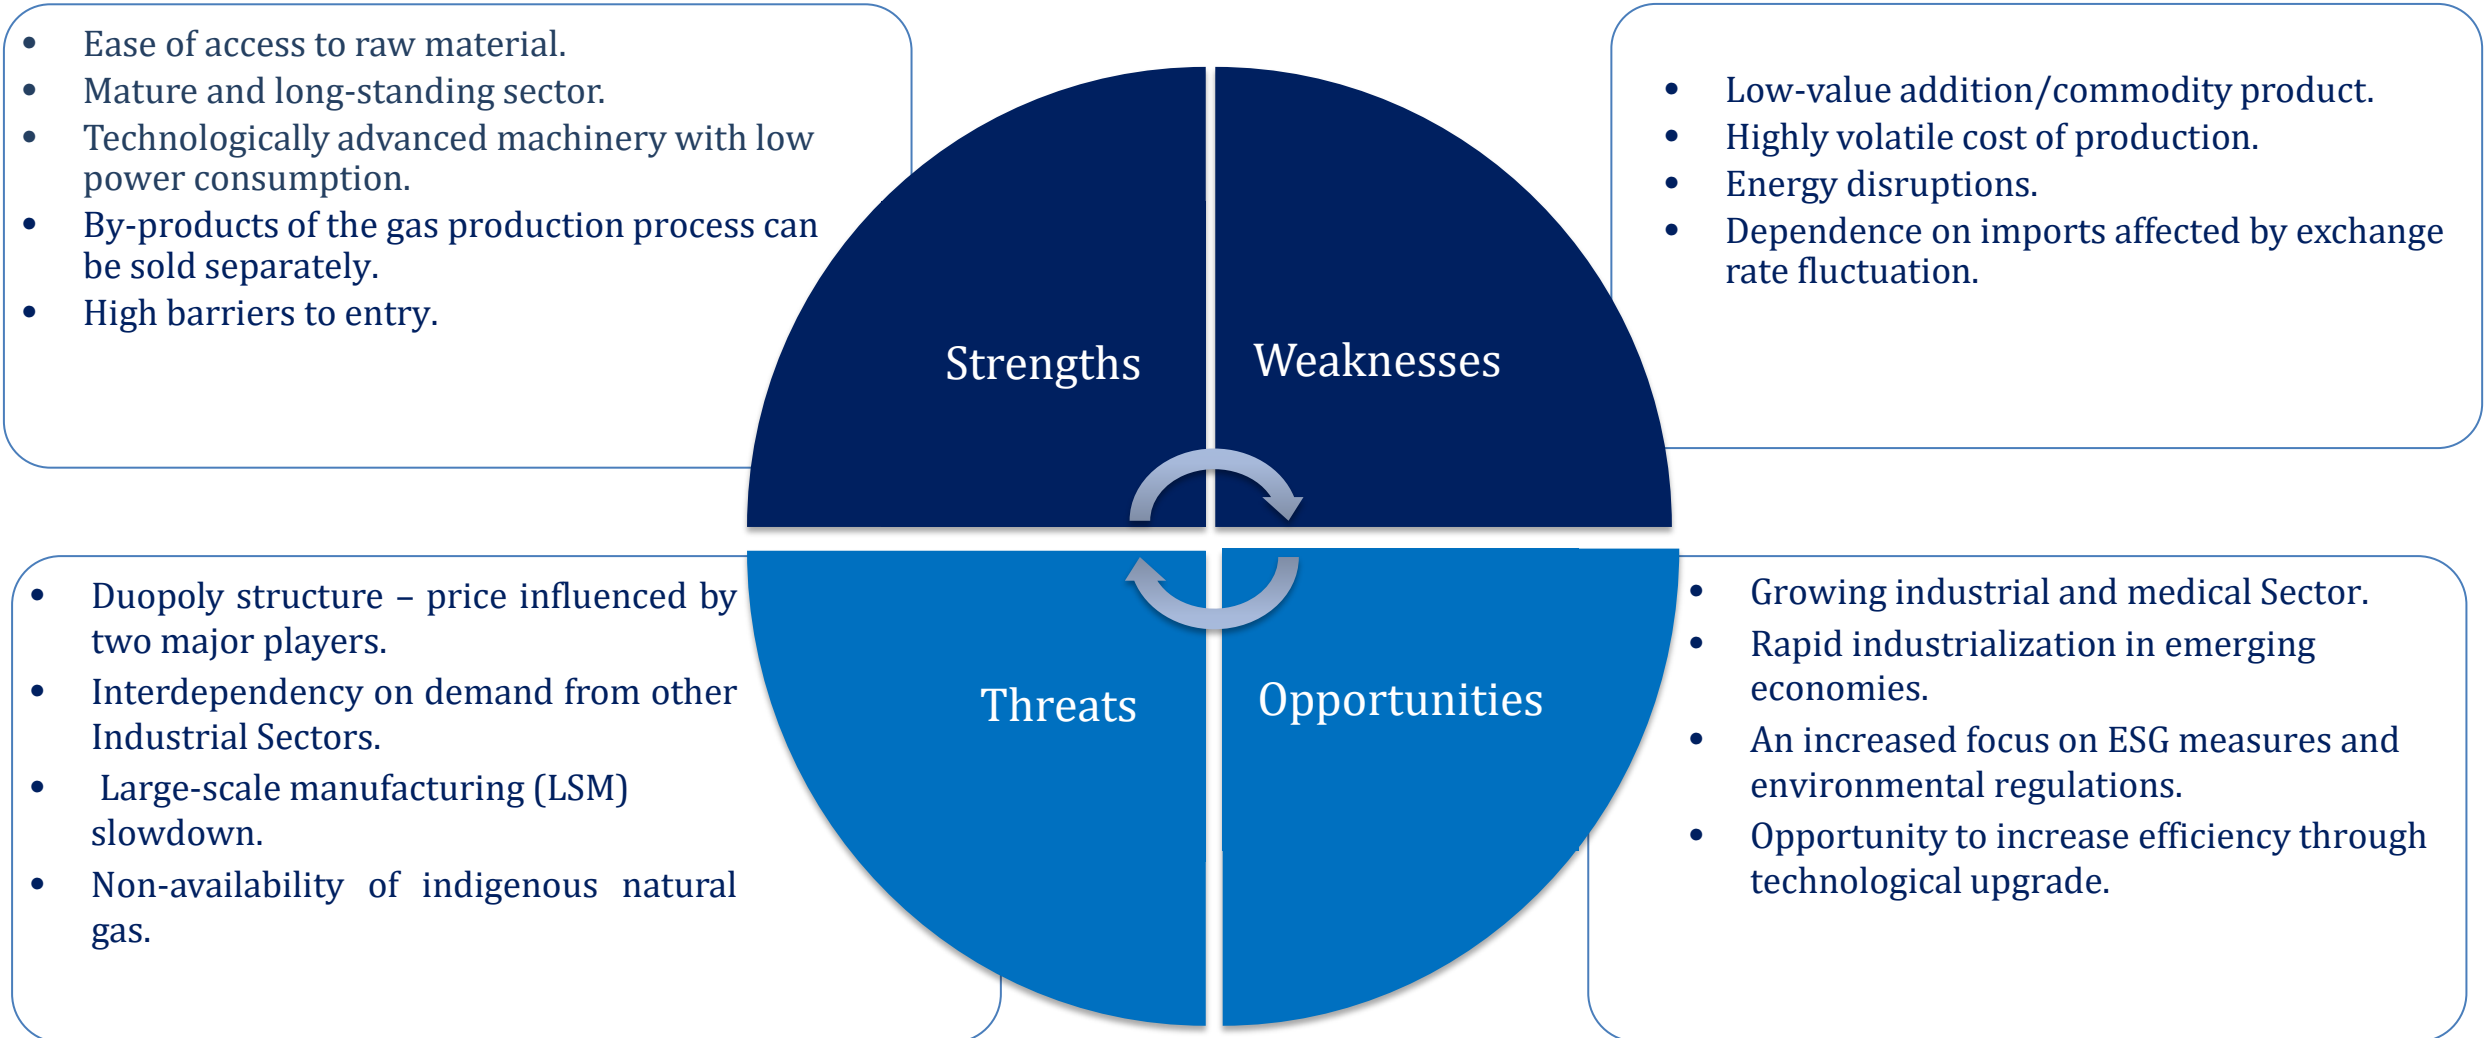 • Ease of access to raw material.
• Mature and long-standing sector.
• Technologically advanced machinery with low
power consumption.
• By-products of the gas production process can
be sold separately.
• High barriers to entry.
Strengths
Weaknesses
• Low-value addition/commodity product.
• Highly volatile cost of production.
• Energy disruptions.
• Dependence on imports affected by exchange
rate fluctuation.
• Duopoly structure – price influenced by
two major players.
• Interdependency on demand from other
Industrial Sectors.
• Large-scale manufacturing (LSM)
slowdown.
• Non-availability of indigenous natural
gas.
Threats
Opportunities
• Growing industrial and medical Sector.
• Rapid industrialization in emerging
economies.
• An increased focus on ESG measures and
environmental regulations.
• Opportunity to increase efficiency through
technological upgrade.